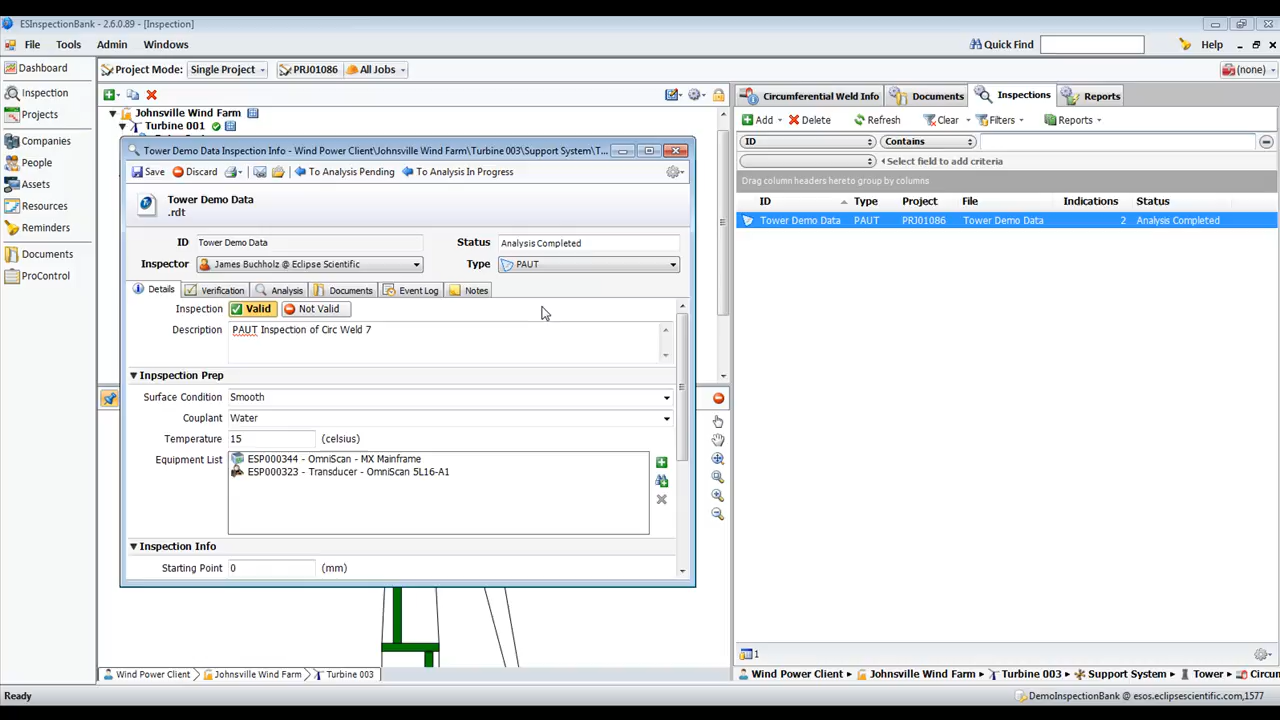 ESInspectionBank - 2.6.0.89 - [Inspection]
File Tools Admin Windows Quick Find Help
Dashboard Project Mode: Single Project PRJ01086 All Jobs (none)
Inspection
Projects
Companies
People
Assets
Resources
Reminders
Documents
ProControl
Johnsville Wind Farm
Turbine 001
Tower Demo Data Inspection Info - Wind Power Client\Johnsville Wind Farm\Turbine 003\Support System\T...
Save Discard To Analysis Pending To Analysis In Progress
Tower Demo Data
.rdt
ID Tower Demo Data Status Analysis Completed
Inspector James Buchholz @ Eclipse Scientific Type PAUT
Details Verification Analysis Documents Event Log Notes
Inspection Valid Not Valid
Description PAUT Inspection of Circ Weld 7
Inpspection Prep
Surface Condition Smooth
Couplant Water
Temperature 15 (celsius)
Equipment List ESP000344 - OmniScan - MX Mainframe
ESP000323 - Transducer - OmniScan 5L16-A1
Inspection Info
Starting Point 0 (mm)
Circumferential Weld Info Documents Inspections Reports
Add Delete Refresh Clear Filters Reports
ID Contains
Select field to add criteria
Drag column headers here to group by columns
ID Type Project File Indications Status
Tower Demo Data PAUT PRJ01086 Tower Demo Data 2 Analysis Completed
1
Wind Power Client Johnsville Wind Farm Turbine 003
Wind Power Client Johnsville Wind Farm Turbine 003 Support System Tower Circum
Ready DemoInspectionBank @ esos.eclipsescientific.com,1577